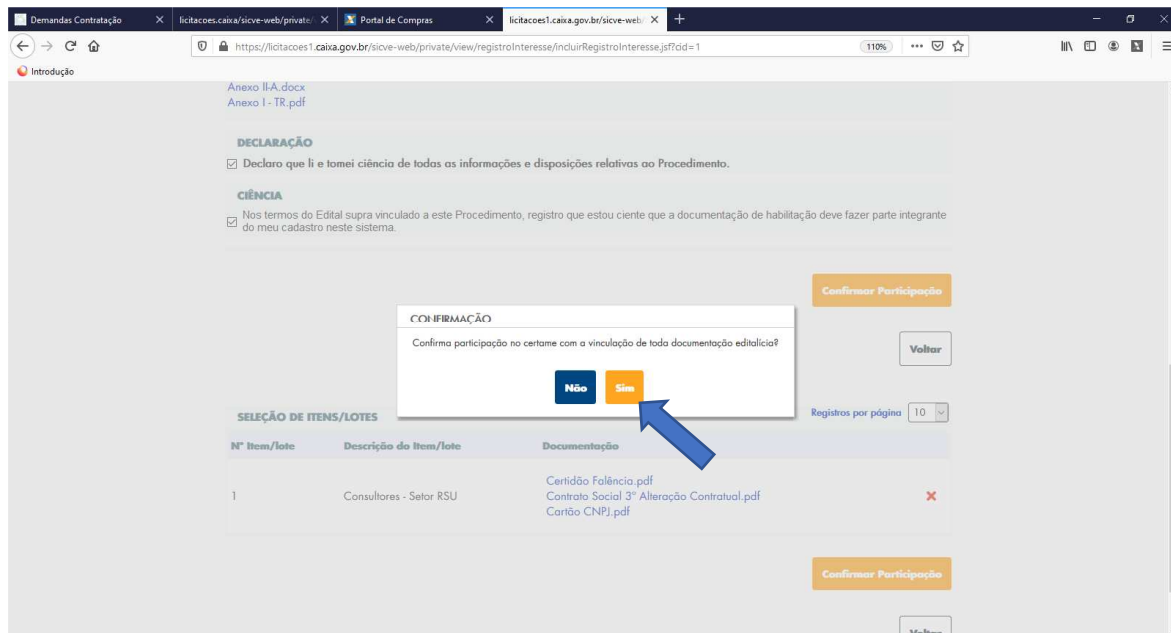 Demandas Contratação
licitacoes.caixa/sicve-web/private/
Portal de Compras
licitacoes1.caixa.gov.br/sicve-web/
https://licitacoes1.caixa.gov.br/sicve-web/private/view/registroInteresse/incluirRegistroInteresse.jsf?cid=1
110%
Introdução
Anexo II-A.docx
Anexo I - TR.pdf
DECLARAÇÃO
Declaro que li e tomei ciência de todas as informações e disposições relativas ao Procedimento.
CIÊNCIA
Nos termos do Edital supra vinculado a este Procedimento, registro que estou ciente que a documentação de habilitação deve fazer parte integrante
do meu cadastro neste sistema.
Confirmar Participação
CONFIRMAÇÃO
Confirma participação no certame com a vinculação de toda documentação editalícia?
Voltar
Não
Sim
SELEÇÃO DE ITENS/LOTES
Registros por página 10
N° Item/lote
Descrição do Item/lote
Documentação
1
Consultores - Setor RSU
Certidão Falência.pdf
Contrato Social 3° Alteração Contratual.pdf
Cartão CNPJ.pdf
Confirmar Participação
Voltar